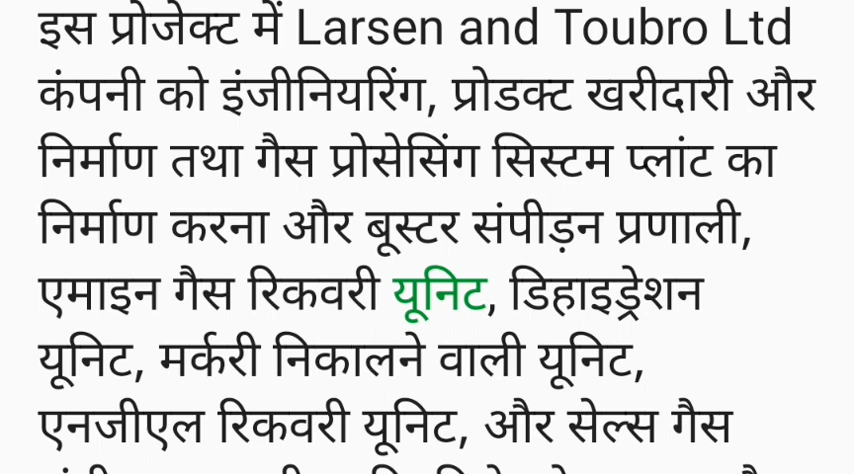 इस प्रोजेक्ट में Larsen and Toubro Ltd
कंपनी को इंजीनियरिंग, प्रोडक्ट खरीदारी और
निर्माण तथा गैस प्रोसेसिंग सिस्टम प्लांट का
निर्माण करना और बूस्टर संपीड़न प्रणाली,
एमाइन गैस रिकवरी यूनिट, डिहाइड्रेशन
यूनिट, मर्करी निकालने वाली यूनिट,
एनजीएल रिकवरी यूनिट, और सेल्स गैस